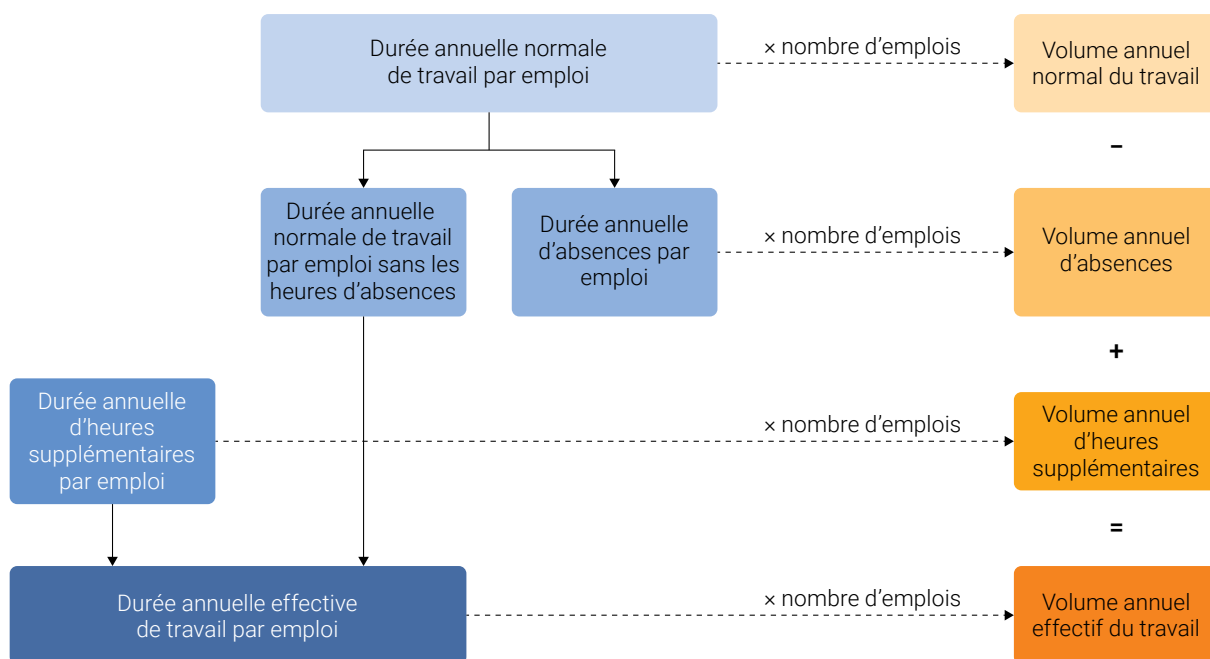 Durée annuelle normale
de travail par emploi
× nombre d’emplois
Volume annuel
normal du travail
–
Durée annuelle
normale de travail
par emploi sans les
heures d’absences
Durée annuelle
d’absences par
emploi
× nombre d’emplois
Volume annuel
d’absences
+
Durée annuelle
d’heures
supplémentaires
par emploi
× nombre d’emplois
Volume annuel
d’heures
supplémentaires
=
Durée annuelle effective
de travail par emploi
× nombre d’emplois
Volume annuel
effectif du travail